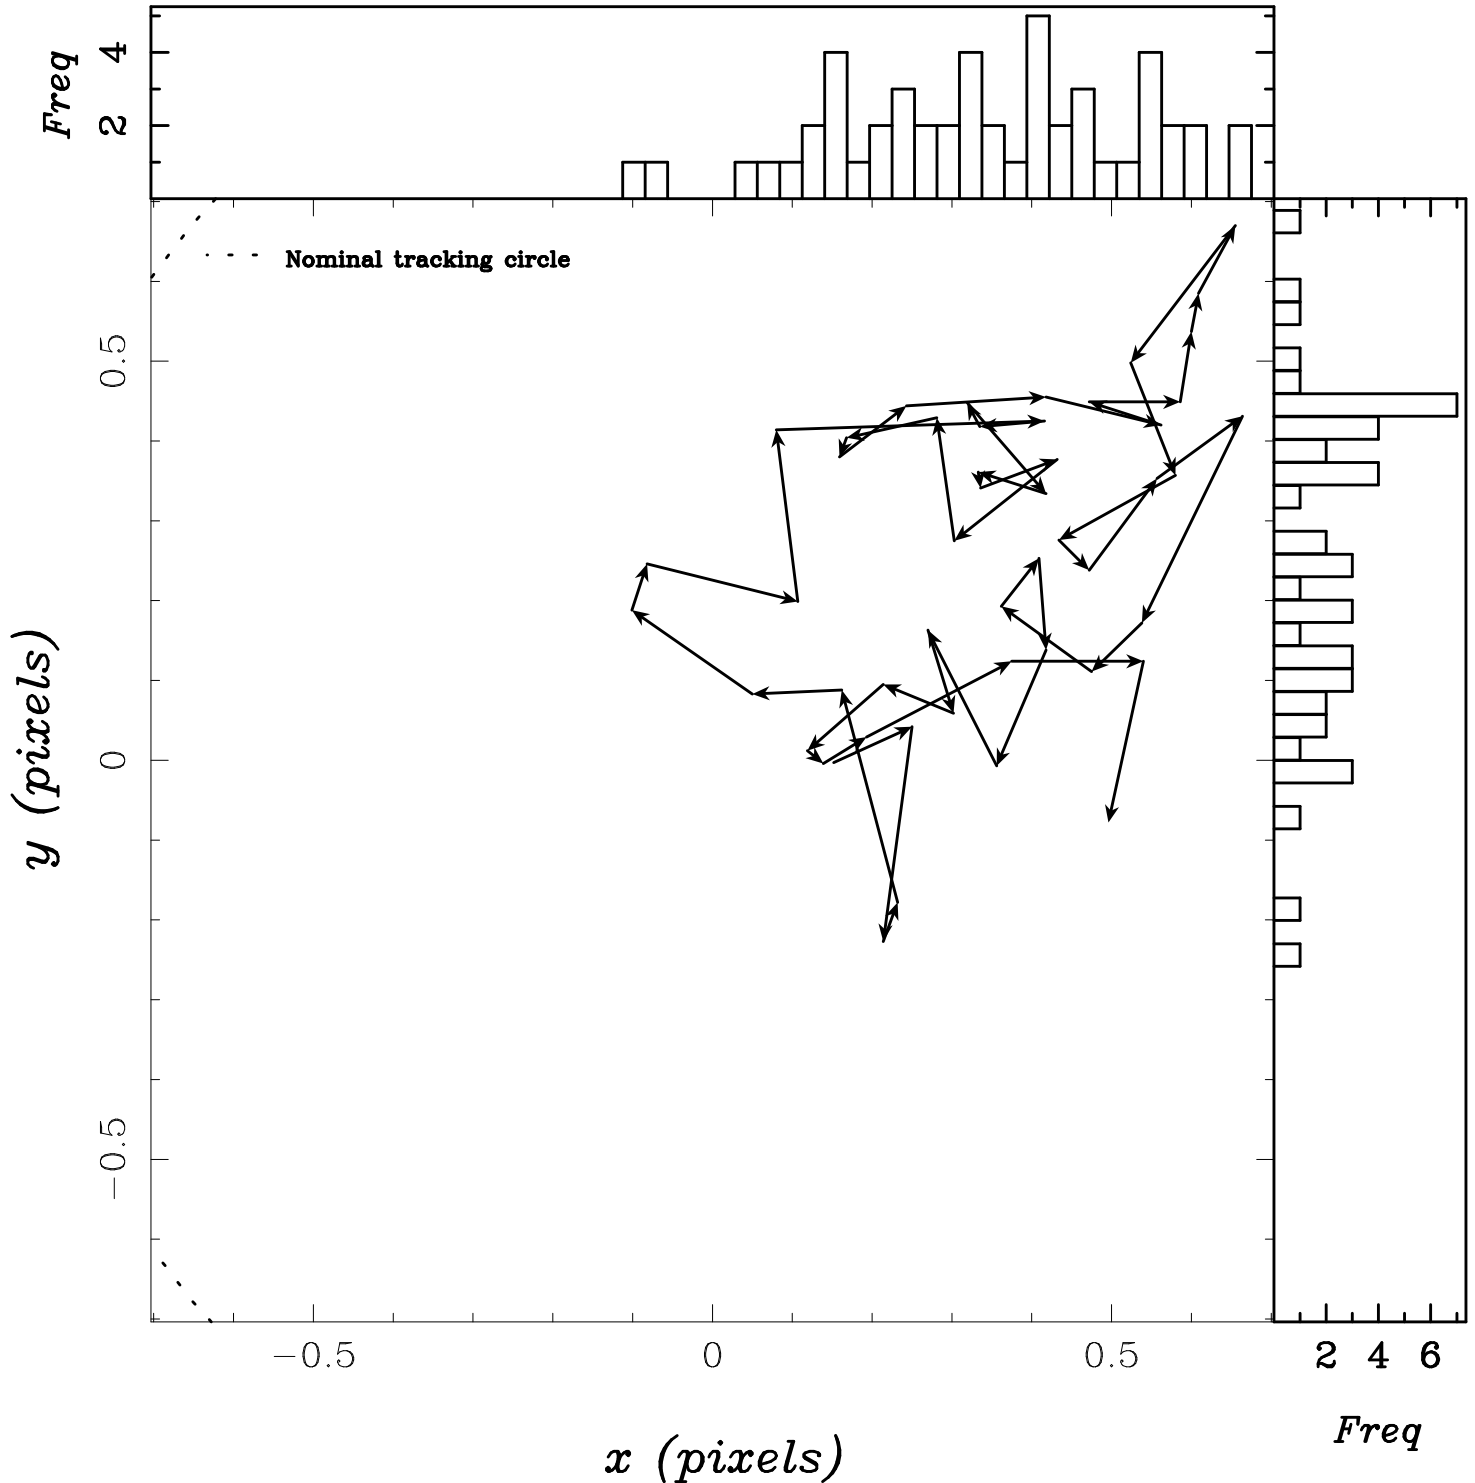 Freq
4
2
Nominal tracking circle
0.5
0
−0.5
y (pixels)
−0.5 0 0.5
x (pixels)
2 4 6
Freq